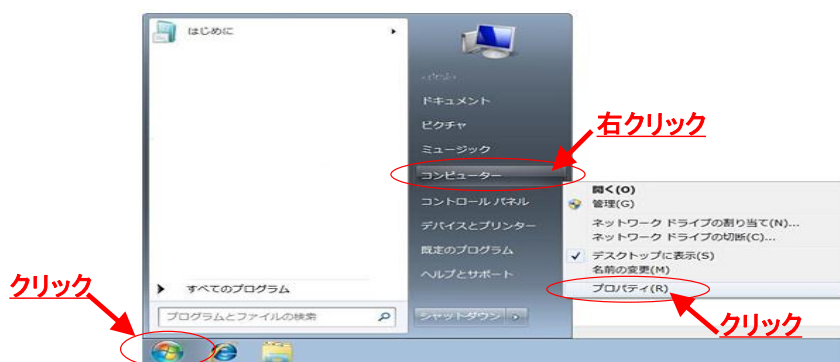 はじめに
ドキュメント
ピクチャ
ミュージック
コンピューター
コントロール パネル
デバイスとプリンター
既定のプログラム
ヘルプとサポート
すべてのプログラム
プログラムとファイルの検索
シャットダウン
右クリック
開く(O)
管理(G)
ネットワーク ドライブの割り当て(N)...
ネットワーク ドライブの切断(C)...
デスクトップに表示(S)
名前の変更(M)
プロパティ(R)
クリック
クリック